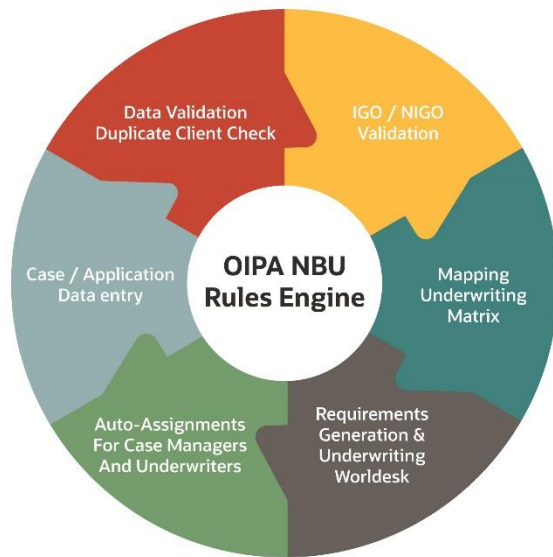 Data Validation
Duplicate Client Check
IGO / NIGO
Validation
Case / Application
Data entry
OIPA NBU
Rules Engine
Mapping
Underwriting
Matrix
Auto-Assignments
For Case Managers
And Underwriters
Requirements
Generation &
Underwriting
Worldesk